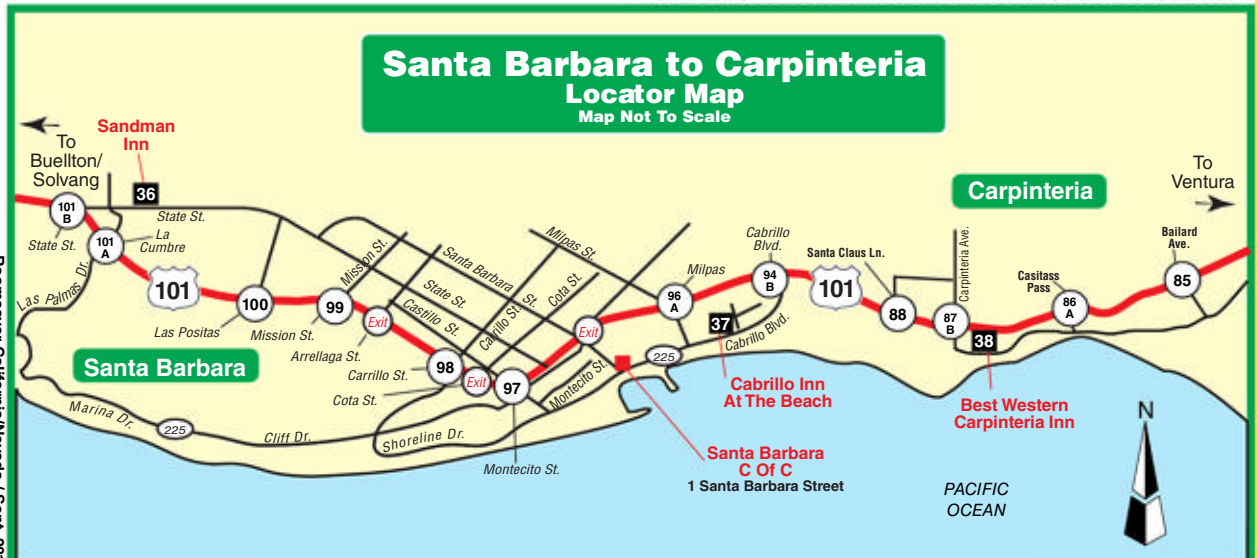 Santa Barbara to Carpinteria
Locator Map
Map Not To Scale
To
Buellton/
Solvang
Sandman
Inn
36
101
B
State St.
State St.
101
A
La
Cumbre
Las Palmas Dr.
101
100
Las Positas
99
Mission St.
Mission St.
Exit
Arrellaga St.
Santa Barbara St.
State St.
Castillo St.
Carrillo St.
Cota St.
Milpas St.
98
Carrillo St.
Exit
Cota St.
97
Montecito St.
Montecito St.
Exit
96
A
Milpas
Cabrillo
Blvd.
94
B
37
Cabrillo Blvd.
225
Cabrillo Inn
At The Beach
Santa Barbara
C Of C
1 Santa Barbara Street
Santa Barbara
Marina Dr.
225
Cliff Dr.
Shoreline Dr.
101
Santa Claus Ln.
88
87
B
Carpinteria Ave.
Carpinteria
38
Best Western
Carpinteria Inn
Casitass
Pass
86
A
Bailard
Ave.
85
To
Ventura
N
PACIFIC
OCEAN